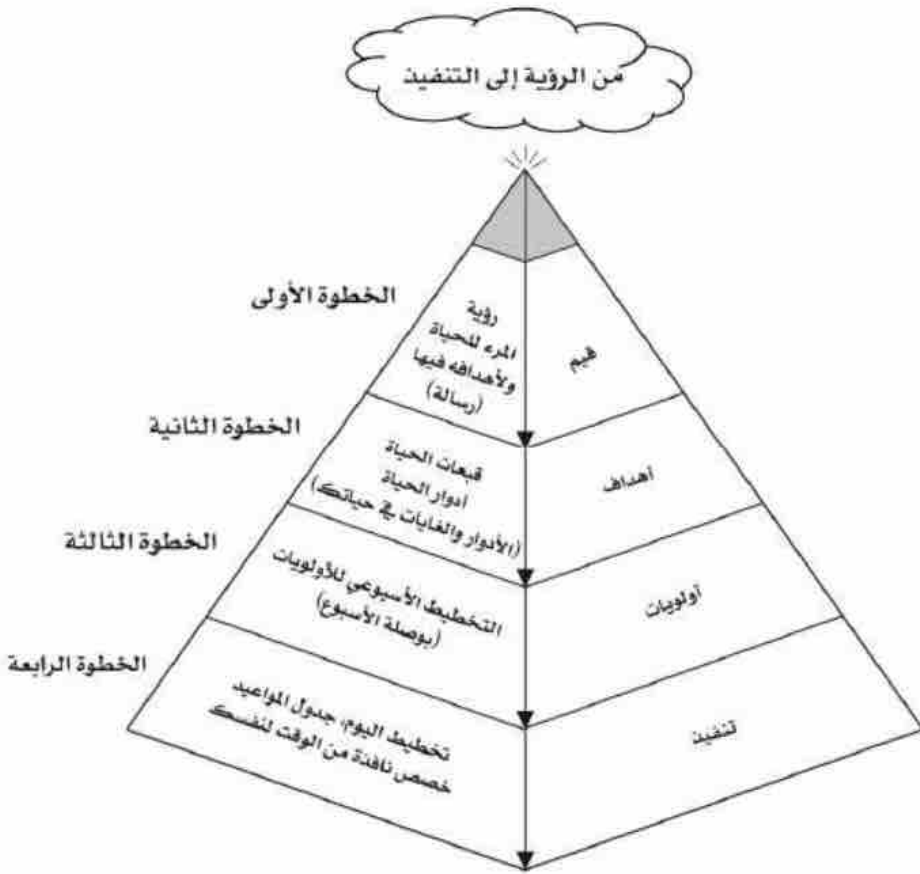 من الرؤية إلى التنفيذ
الخطوة الأولى
رؤية
المرء للحياة
ولأهدافه فيها
(رسالة)
قيم
الخطوة الثانية
قبعات الحياة
أدوار الحياة
(الأدوار والغايات في حياتك)
أهداف
الخطوة الثالثة
التخطيط الأسبوعي للأولويات
(بوصلة الأسبوع)
أولويات
الخطوة الرابعة
تخطيط اليوم، جدول المواعيد
خصص نافذة من الوقت لنفسك
تنفيذ